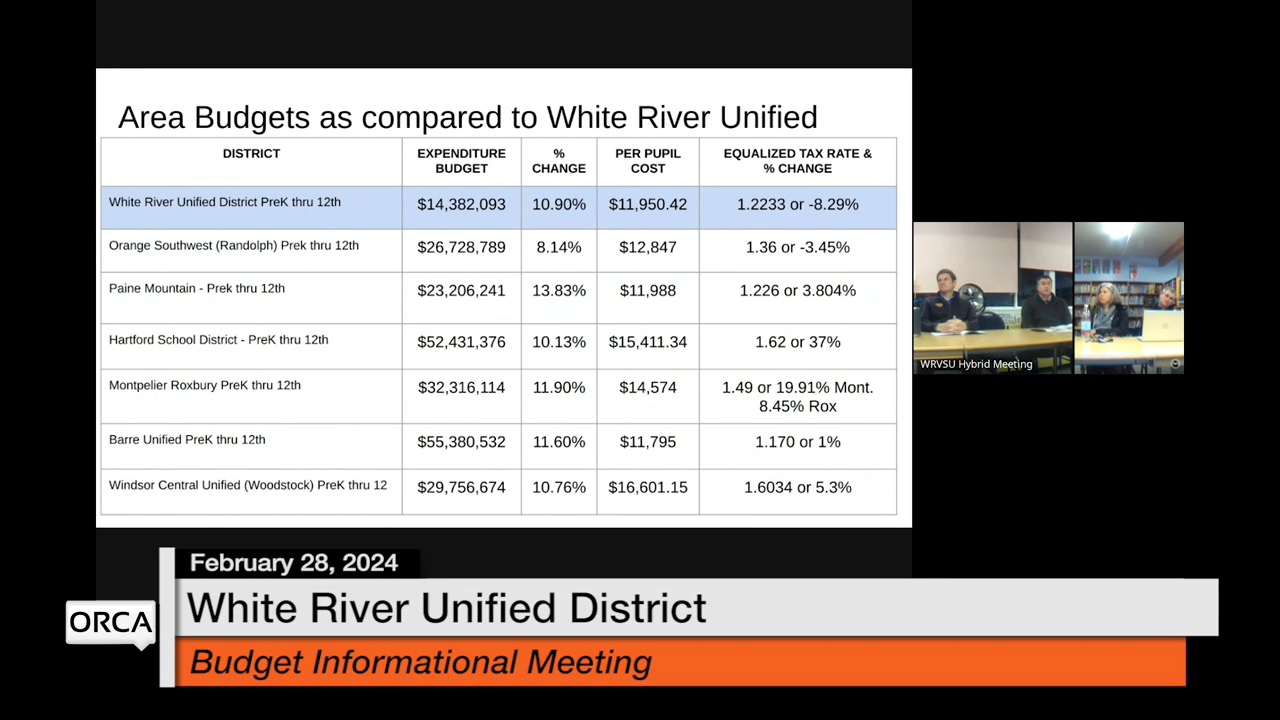 Area Budgets as compared to White River Unified
DISTRICT
EXPENDITURE BUDGET
% CHANGE
PER PUPIL COST
EQUALIZED TAX RATE & % CHANGE
White River Unified District PreK thru 12th $14,382,093 10.90% $11,950.42 1.2233 or -8.29%
Orange Southwest (Randolph) Prek thru 12th $26,728,789 8.14% $12,847 1.36 or -3.45%
Paine Mountain - Prek thru 12th $23,206,241 13.83% $11,988 1.226 or 3.804%
Hartford School District - PreK thru 12th $52,431,376 10.13% $15,411.34 1.62 or 37%
Montpelier Roxbury PreK thru 12th $32,316,114 11.90% $14,574 1.49 or 19.91% Mont.
8.45% Rox
Barre Unified PreK thru 12th $55,380,532 11.60% $11,795 1.170 or 1%
Windsor Central Unified (Woodstock) PreK thru 12 $29,756,674 10.76% $16,601.15 1.6034 or 5.3%
WRVSU Hybrid Meeting
February 28, 2024
ORCA
White River Unified District
Budget Informational Meeting